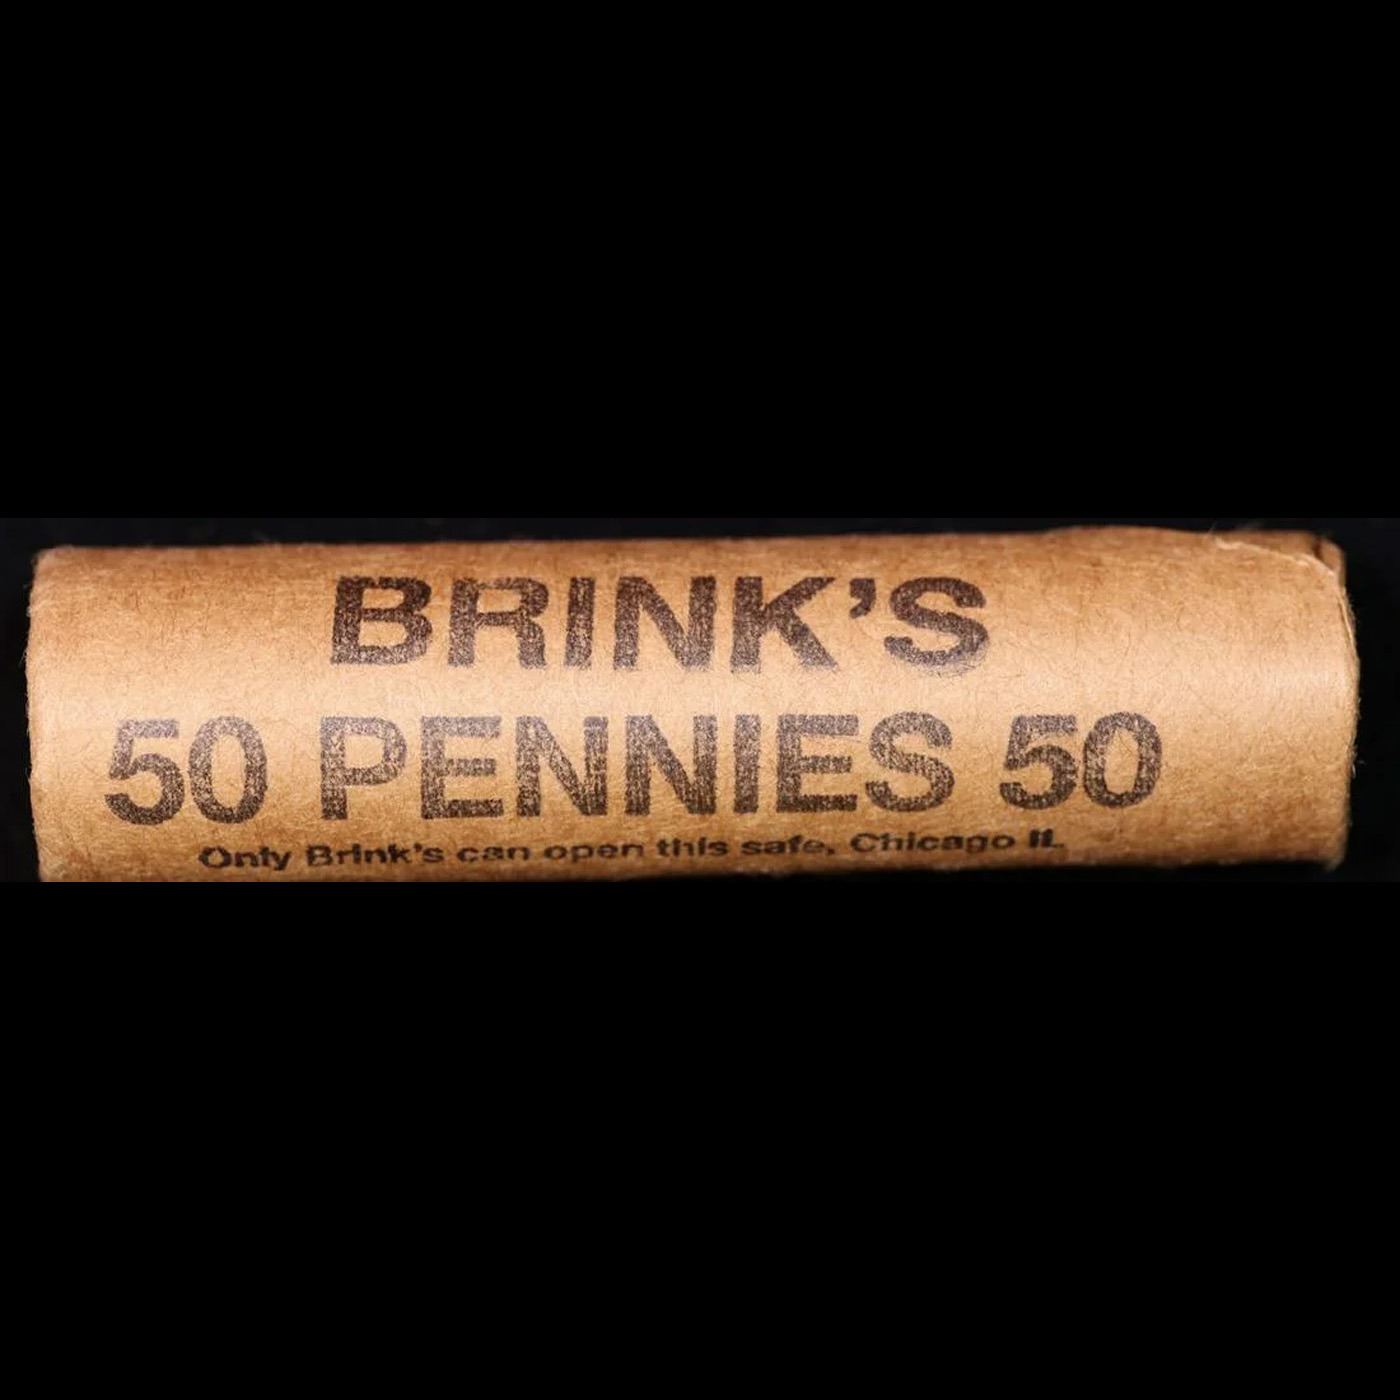 BRINK'S
50 PENNIES 50
Only Brink's can open this safe, Chicago IL